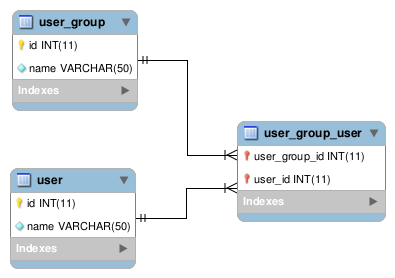 user_group
id INT(11)
name VARCHAR(50)
Indexes
user_group_user
user_group_id INT(11)
user_id INT(11)
Indexes
user
id INT(11)
name VARCHAR(50)
Indexes